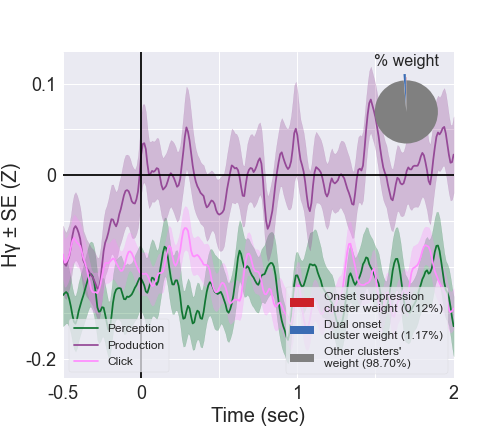 % weight
0.1
0
-0.2
Hγ ± SE (Z)
Perception
Production
Click
Onset suppression
cluster weight (0.12%)
Dual onset
cluster weight (1.17%)
Other clusters'
weight (98.70%)
-0.5
0
1
2
Time (sec)